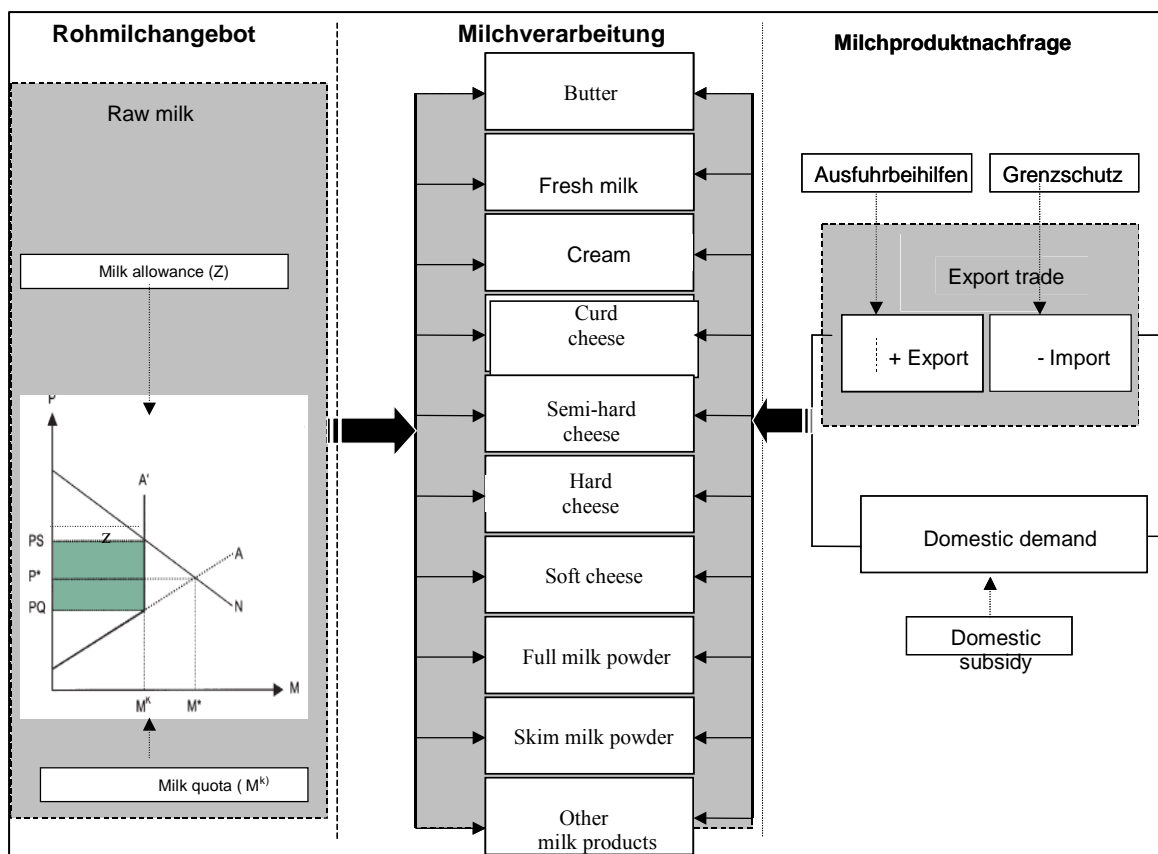 Rohmilchangebot
Raw milk
Milk allowance (Z)
P
A'
Z
PS
A
P*
PQ
N
M
Mᴷ
M*
Milk quota ( Mᵏ⁾
Milchverarbeitung
Butter
Fresh milk
Cream
Curd
cheese
Semi-hard
cheese
Hard
cheese
Soft cheese
Full milk powder
Skim milk powder
Other
milk products
Milchproduktnachfrage
Ausfuhrbeihilfen
Grenzschutz
Export trade
+ Export
- Import
Domestic demand
Domestic
subsidy